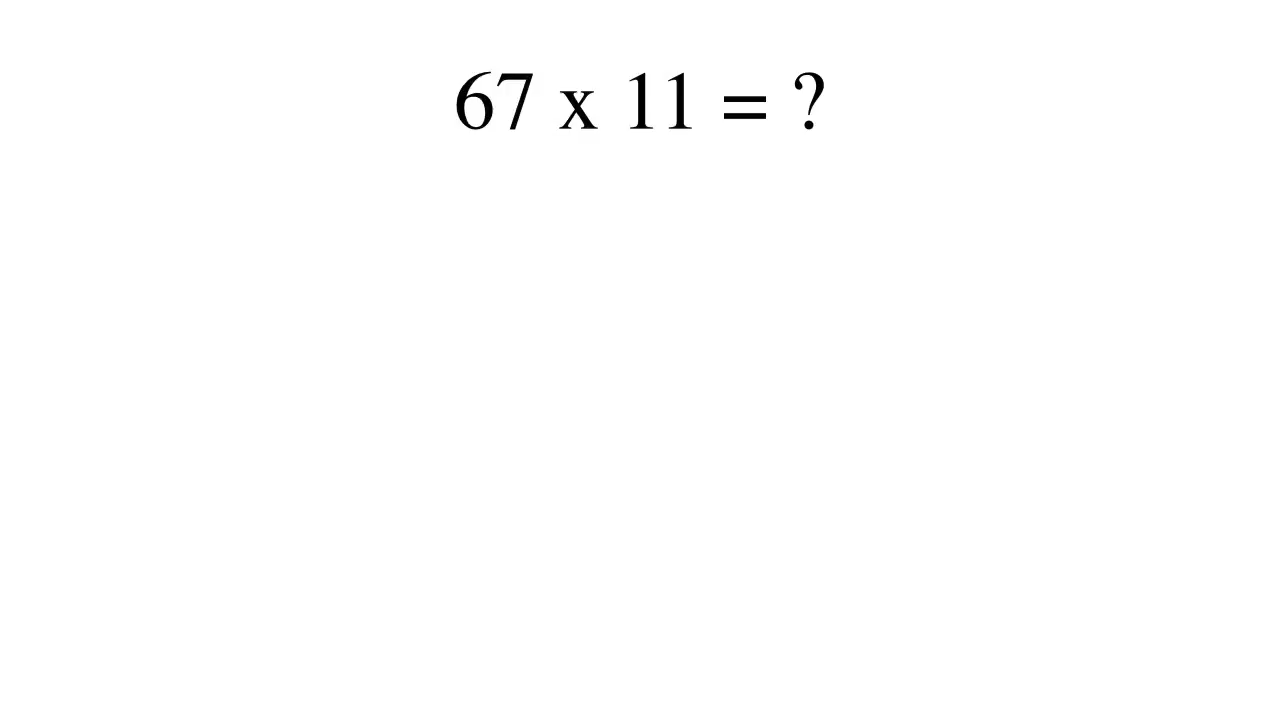 67 x 11 = ?